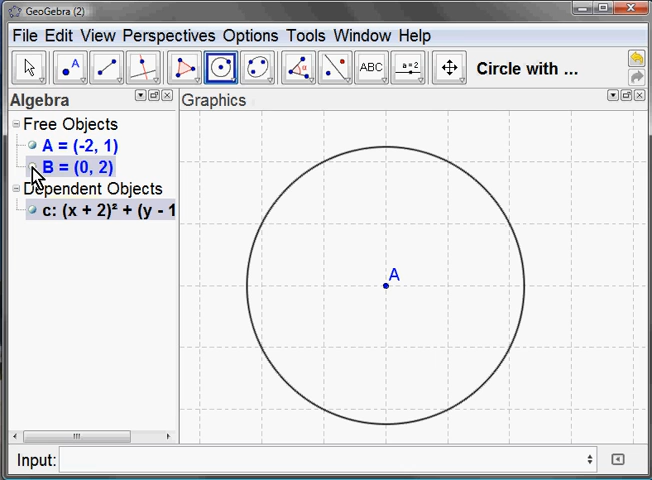 GeoGebra (2)
File Edit View Perspectives Options Tools Window Help
A ABC a = 2 Circle with ...
Algebra
Graphics
Free Objects
A = (-2, 1)
B = (0, 2)
Dependent Objects
c: (x + 2)² + (y - 1
A
Input: